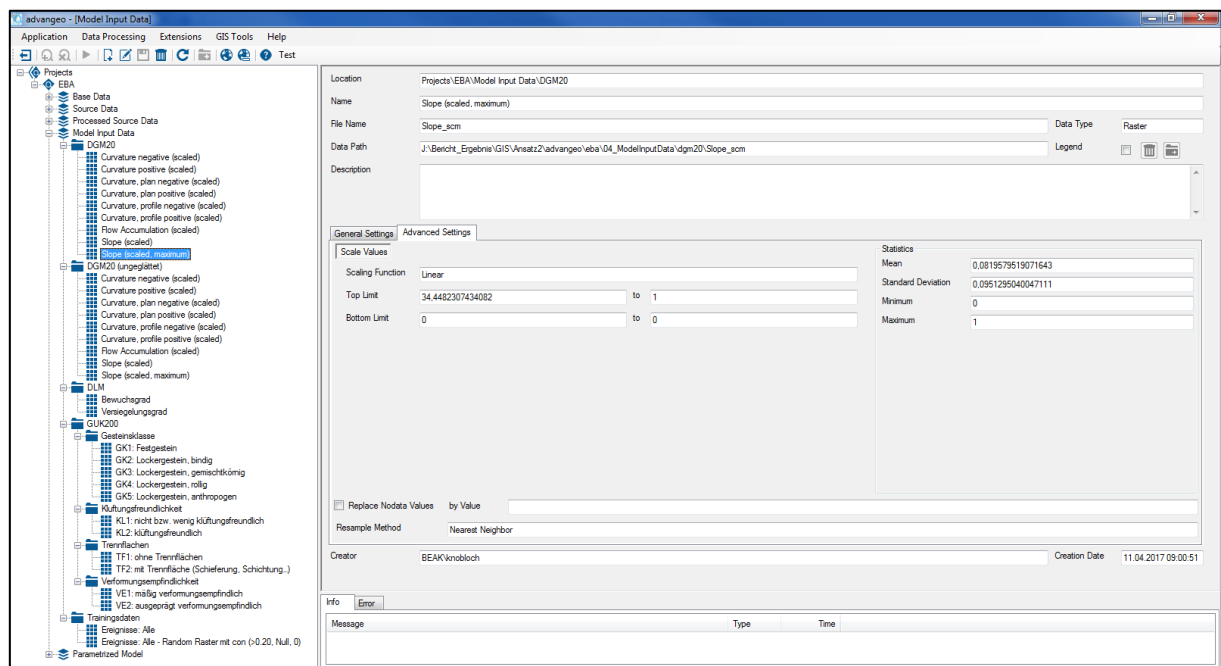 advangeo - [Model Input Data]
Application Data Processing Extensions GIS Tools Help
Test
Projects
EBA
Base Data
Source Data
Processed Source Data
Model Input Data
DGM20
Curvature negative (scaled)
Curvature positive (scaled)
Curvature, plan negative (scaled)
Curvature, plan positive (scaled)
Curvature, profile negative (scaled)
Curvature, profile positive (scaled)
Flow Accumulation (scaled)
Slope (scaled)
Slope (scaled, maximum)
DGM20 (ungeglättet)
Curvature negative (scaled)
Curvature positive (scaled)
Curvature, plan negative (scaled)
Curvature, plan positive (scaled)
Curvature, profile negative (scaled)
Curvature, profile positive (scaled)
Flow Accumulation (scaled)
Slope (scaled)
Slope (scaled, maximum)
DLM
Bewuchsgrad
Versiegelungsgrad
GUK200
Gesteinsklasse
GK1: Festgestein
GK2: Lockergestein, bindig
GK3: Lockergestein, gemischtkörnig
GK4: Lockergestein, rollig
GK5: Lockergestein, anthropogen
Klüftungsfreundlichkeit
KL1: nicht bzw. wenig klüftungsfreundlich
KL2: klüftungsfreundlich
Trennflächen
TF1: ohne Trennflächen
TF2: mit Trennfläche (Schieferung, Schichtung..)
Verformungsempfindlichkeit
VE1: mäßig verformungsempfindlich
VE2: ausgeprägt verformungsempfindlich
Trainingsdaten
Ereignisse: Alle
Ereignisse: Alle - Random Raster mit con (>0.20, Null, 0)
Parametrized Model
Location Projects\EBA\Model Input Data\DGM20
Name Slope (scaled, maximum)
File Name Slope_scm Data Type Raster
Data Path J:\Bericht_Ergebnis\GIS\Ansatz2\advangeo\eba\04_ModelInputData\dgm20\Slope_scm Legend
Description
General Settings Advanced Settings
Scale Values Statistics
Scaling Function Linear Mean 0,0819579519071643
Standard Deviation 0,0951295040047111
Top Limit 34,4482307434082 to 1 Minimum 0
Bottom Limit 0 to 0 Maximum 1
Replace Nodata Values by Value
Resample Method Nearest Neighbor
Creator BEAK\knobloch Creation Date 11.04.2017 09:00:51
Info Error
Message Type Time